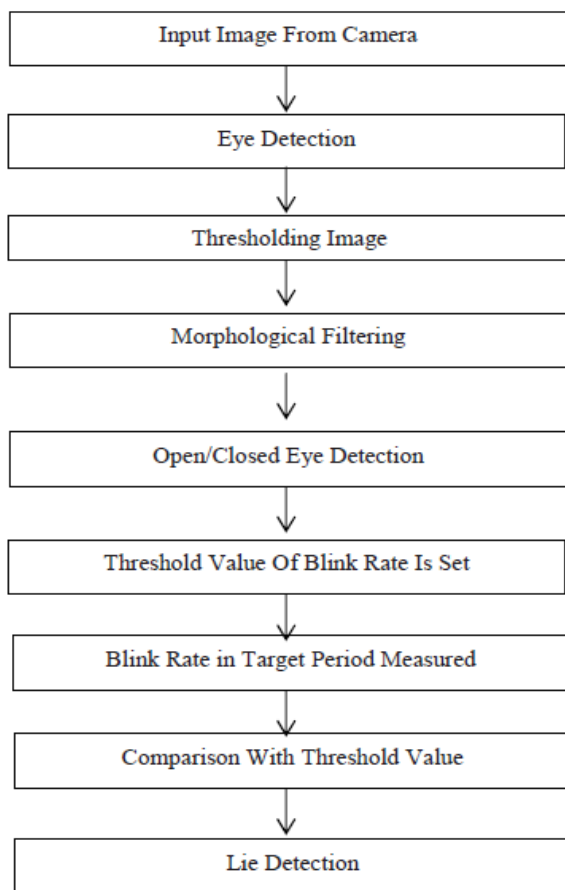 Input Image From Camera
Eye Detection
Thresholding Image
Morphological Filtering
Open/Closed Eye Detection
Threshold Value Of Blink Rate Is Set
Blink Rate in Target Period Measured
Comparison With Threshold Value
Lie Detection